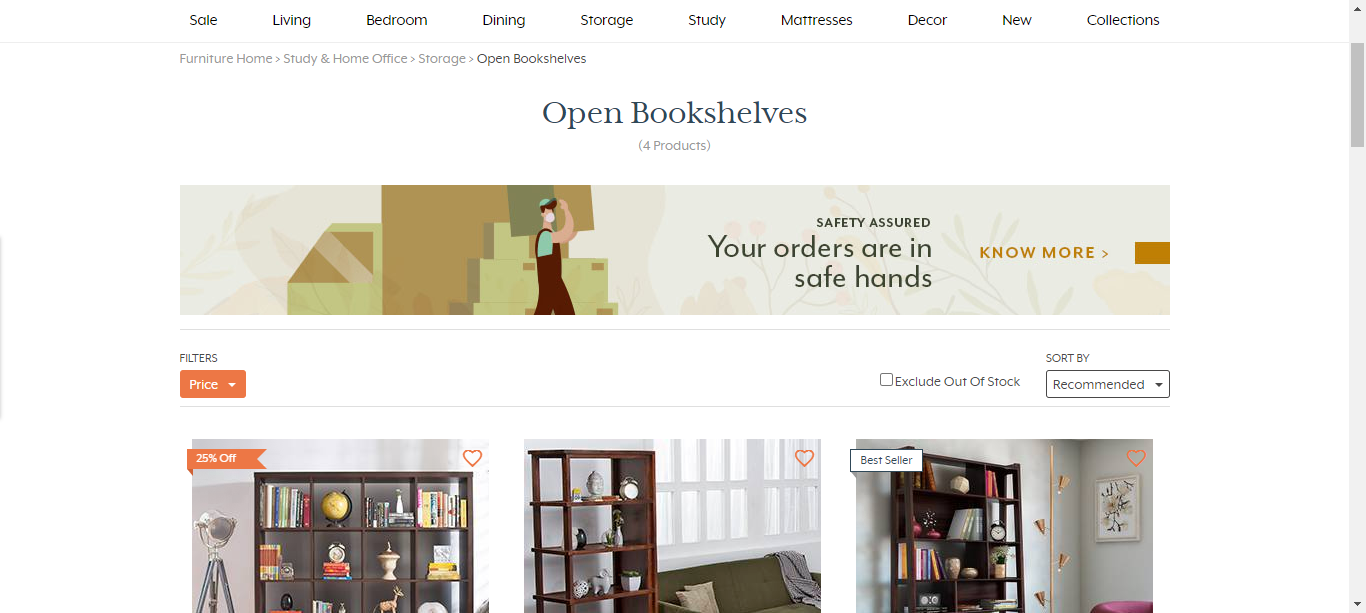 Sale Living Bedroom Dining Storage Study Mattresses Decor New Collections
Furniture Home > Study & Home Office > Storage > Open Bookshelves
Open Bookshelves
(4 Products)
SAFETY ASSURED
Your orders are in
safe hands
KNOW MORE >
FILTERS
Price
Exclude Out Of Stock
SORT BY
Recommended
25% Off
Best Seller